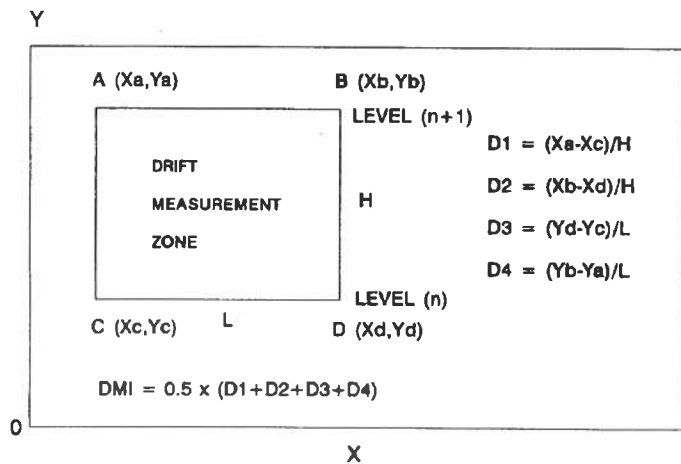 Y
A (Xa,Ya)
B (Xb,Yb)
LEVEL (n+1)
D1 = (Xa-Xc)/H
DRIFT
D2 = (Xb-Xd)/H
MEASUREMENT
H
D3 = (Yd-Yc)/L
ZONE
D4 = (Yb-Ya)/L
LEVEL (n)
C (Xc,Yc)
L
D (Xd,Yd)
DMI = 0.5 x (D1+D2+D3+D4)
0
X